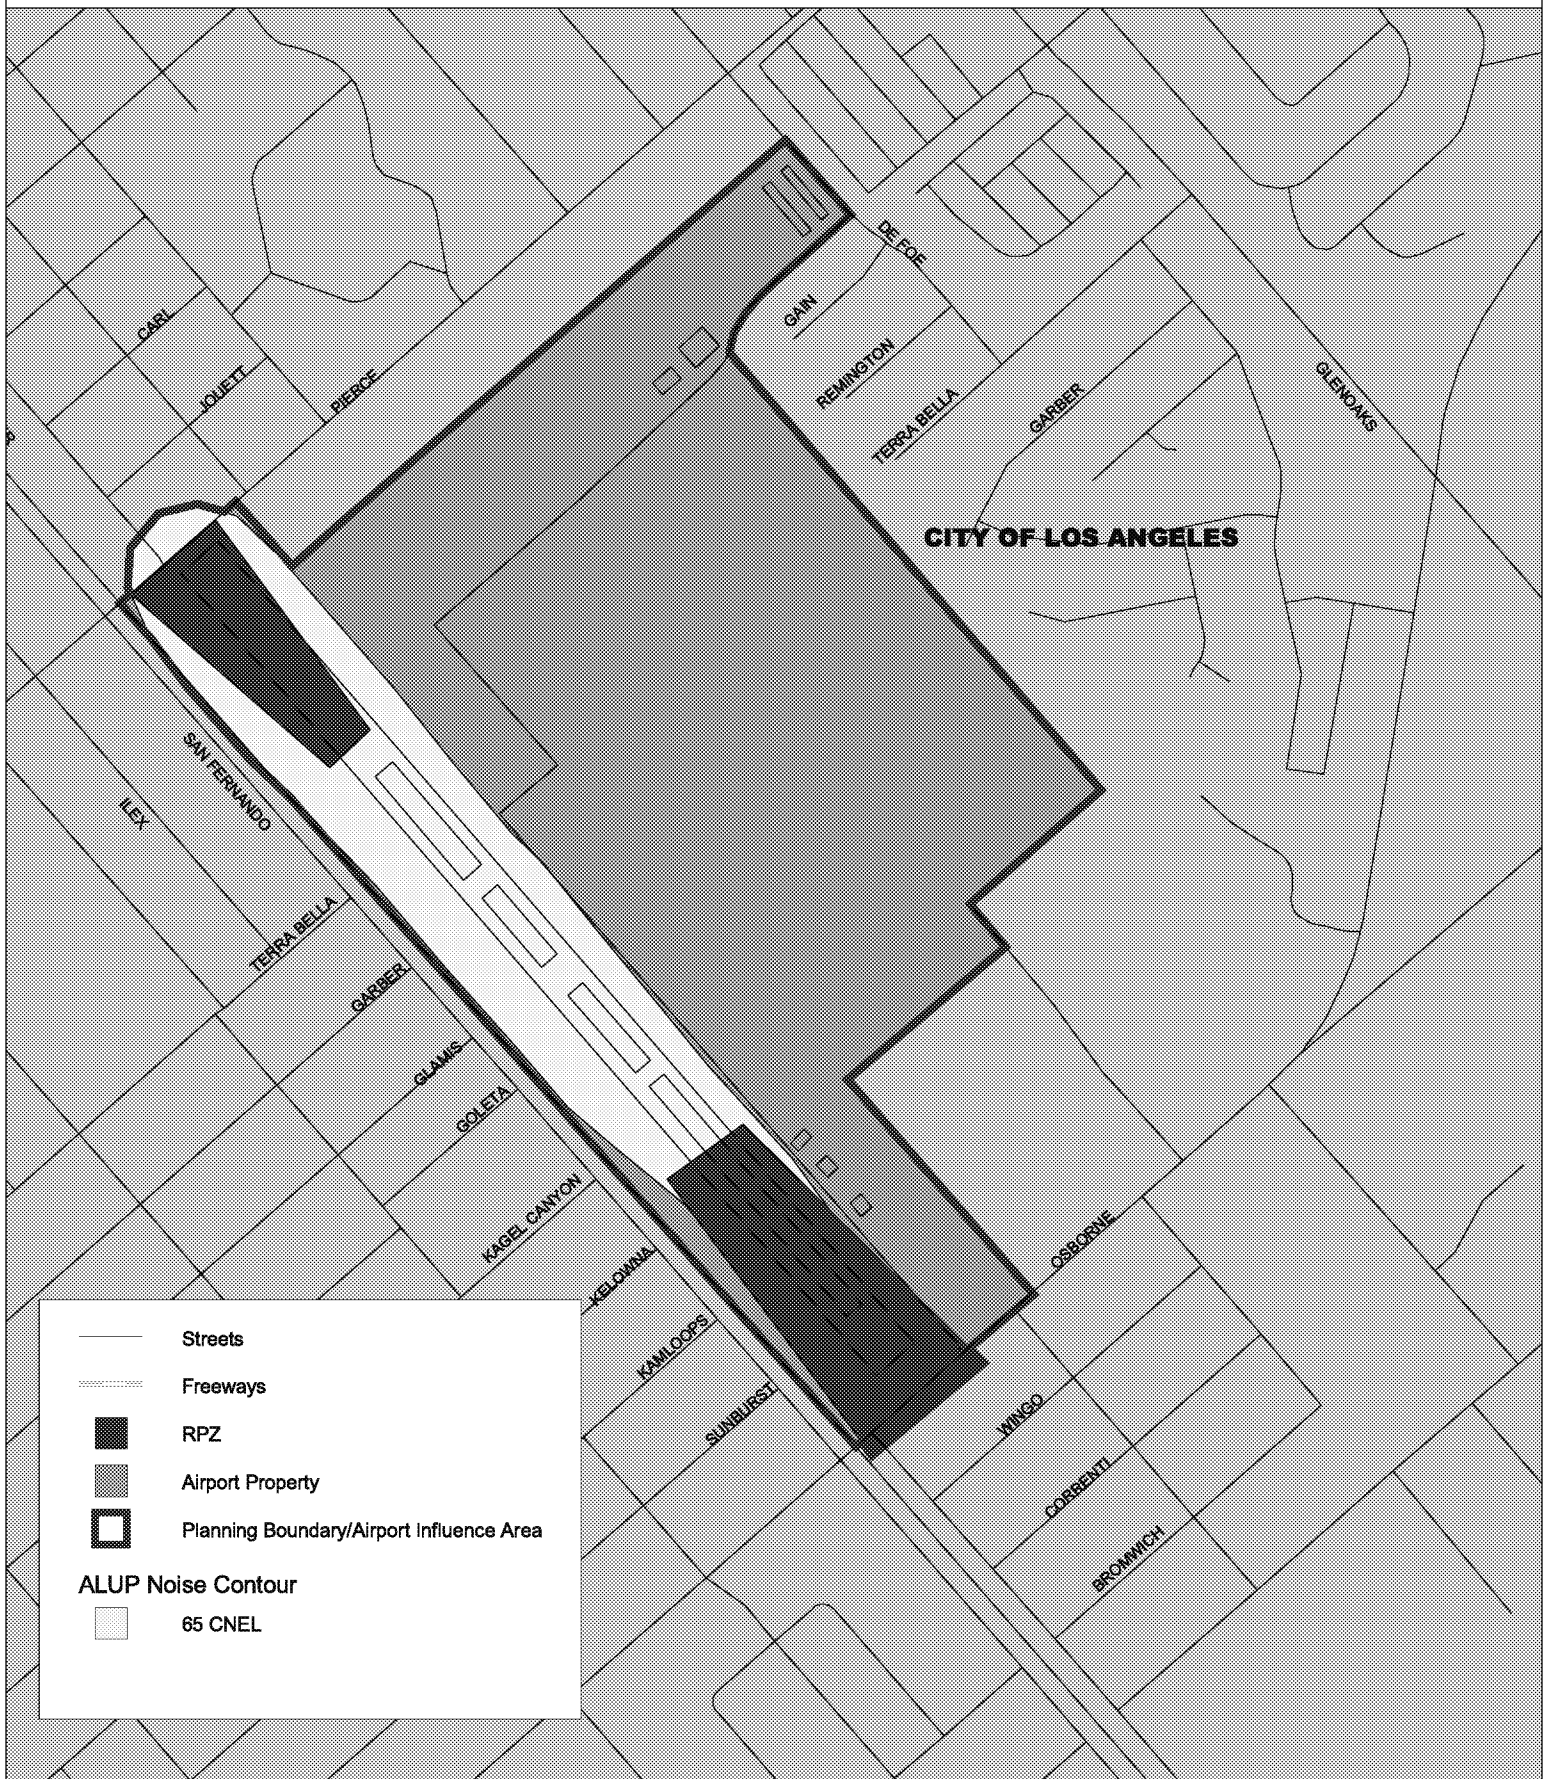 DE FOE
GAIN
CARL
REMINGTON
JOUETT
PIERCE
GLENOAKS
GARBER
TERRA BELLA
CITY OF LOS ANGELES
SAN FERNANDO
ILEX
TERRA BELLA
GARBER
GLAMIS
GOLETA
KAGEL CANYON
OSBORNE
KELOWNA
KAMLOOPS
SUNBURST
WINGO
CORRENTI
BROMWICH
Streets
Freeways
RPZ
Airport Property
Planning Boundary/Airport Influence Area
ALUP Noise Contour
65 CNEL